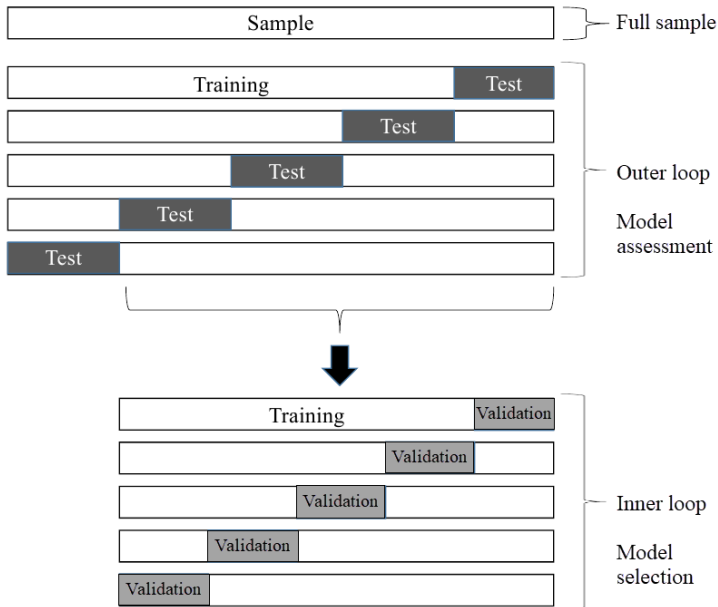 Sample
Full sample
Training
Test
Test
Test
Test
Test
Outer loop
Model
assessment
Training
Validation
Validation
Validation
Validation
Validation
Inner loop
Model
selection